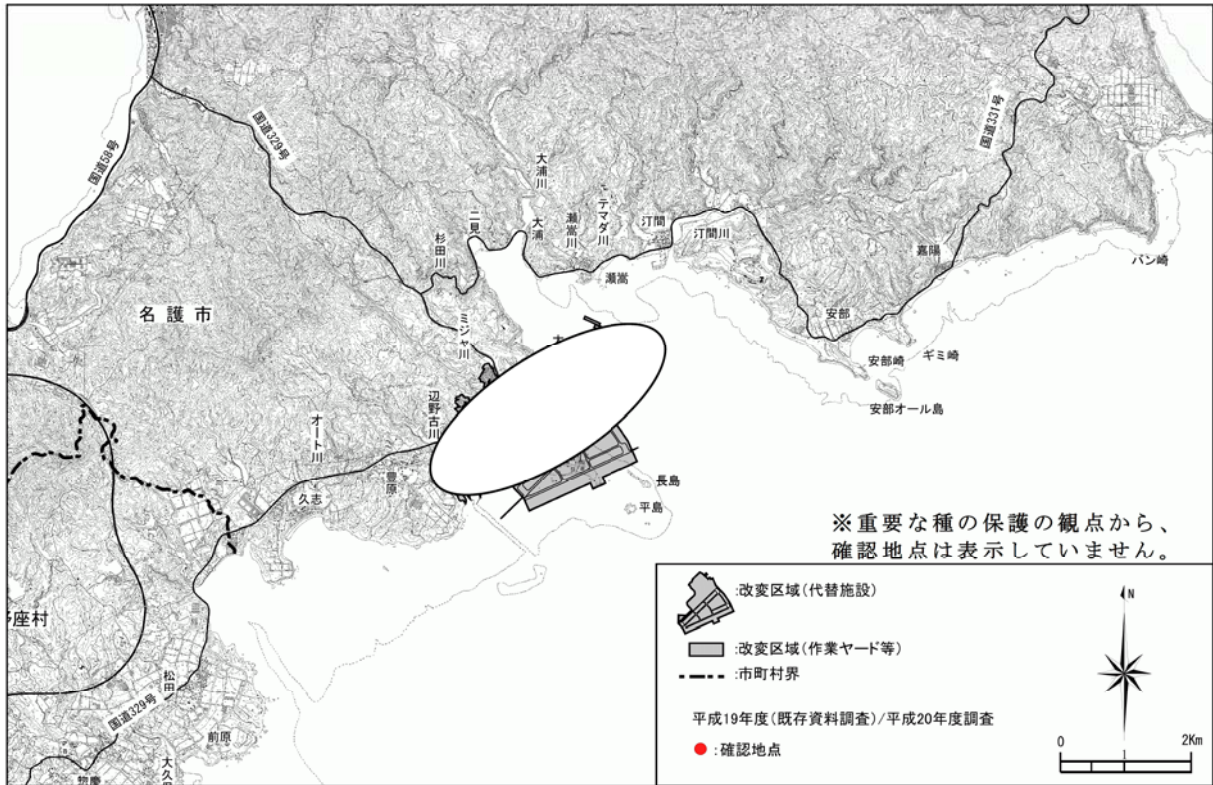 国道58号
国道329号
国道331号
大浦川
テマダ川
瀬嵩川
大浦
二見
杉田川
汀間
汀間川
瀬嵩
嘉陽
バン崎
安部
安部崎
ギミ崎
安部オール島
名護市
ミジャ川
辺野古川
オート川
久志
豊原
長島
平島
※重要な種の保護の観点から、
確認地点は表示していません。
:改変区域(代替施設)
:改変区域(作業ヤード等)
:市町村界
平成19年度(既存資料調査)/平成20年度調査
:確認地点
N
0 1 2Km
座村
松田
国道329号
前原
惣慶